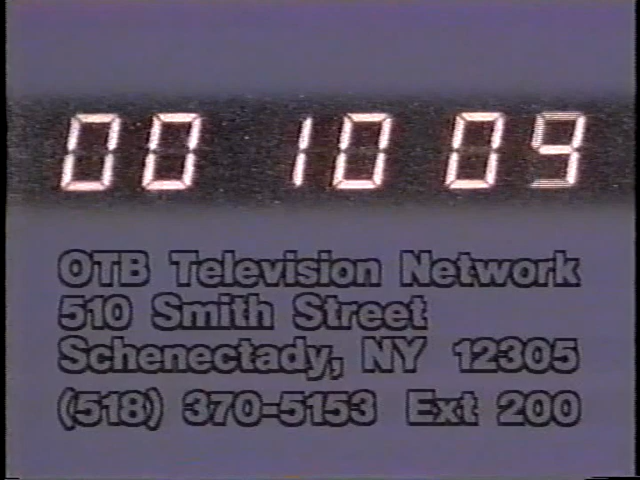 00 10 09
OTB Television Network
510 Smith Street
Schenectady, NY 12305
(518) 370-5153 Ext 200